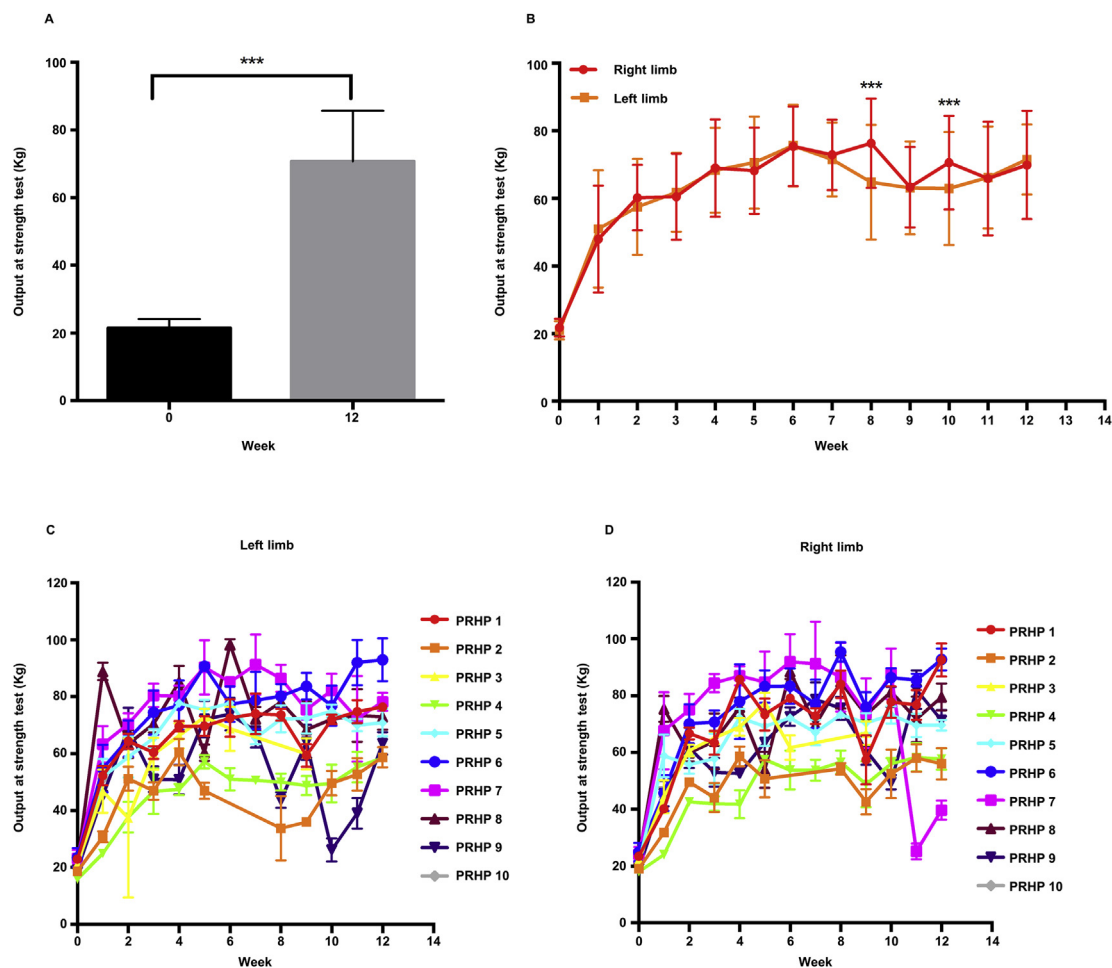 A
Output at strength test (Kg)
100
80
60
40
20
0
***
0 12
Week
B
Output at strength test (Kg)
100
80
60
40
20
0
Right limb
Left limb
*** ***
0 1 2 3 4 5 6 7 8 9 10 11 12 13 14
Week
C
Left limb
Output at strength test (Kg)
120
100
80
60
40
20
0
0 2 4 6 8 10 12 14
Week
PRHP 1
PRHP 2
PRHP 3
PRHP 4
PRHP 5
PRHP 6
PRHP 7
PRHP 8
PRHP 9
PRHP 10
D
Right limb
Output at strength test (Kg)
120
100
80
60
40
20
0
0 2 4 6 8 10 12 14
Week
PRHP 1
PRHP 2
PRHP 3
PRHP 4
PRHP 5
PRHP 6
PRHP 7
PRHP 8
PRHP 9
PRHP 10